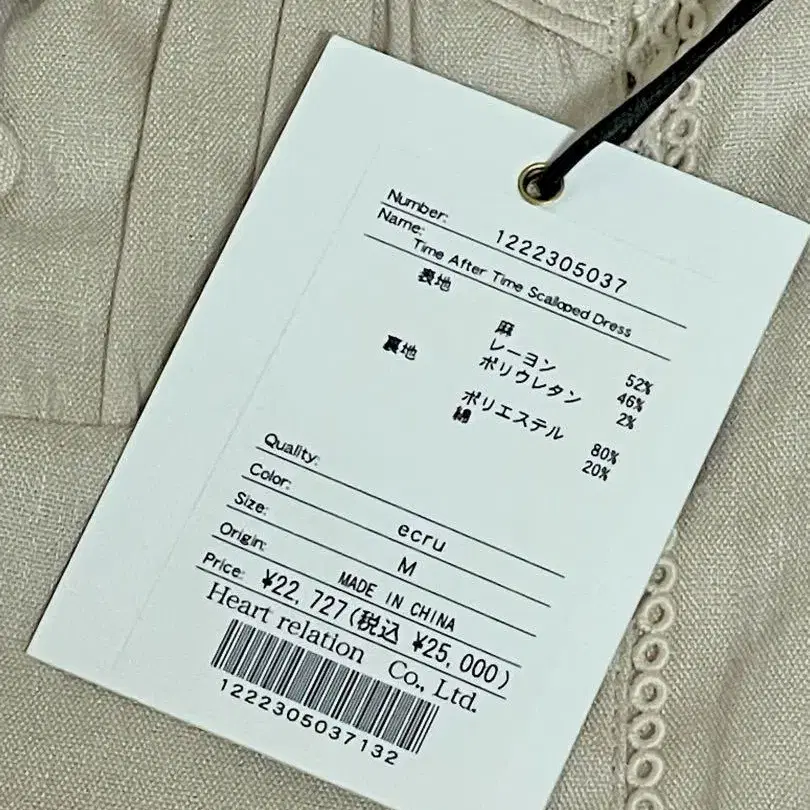 Number: 1222305037
Name:
Time After Time Scalloped Dress
表地
麻 52%
レーヨン 46%
ポリウレタン 2%
裏地
ポリエステル 80%
綿 20%
Quality:
Color: ecru
Size: M
Origin: MADE IN CHINA
Price: ¥22,727(税込 ¥25,000)
Heart relation Co., Ltd.
1222305037132